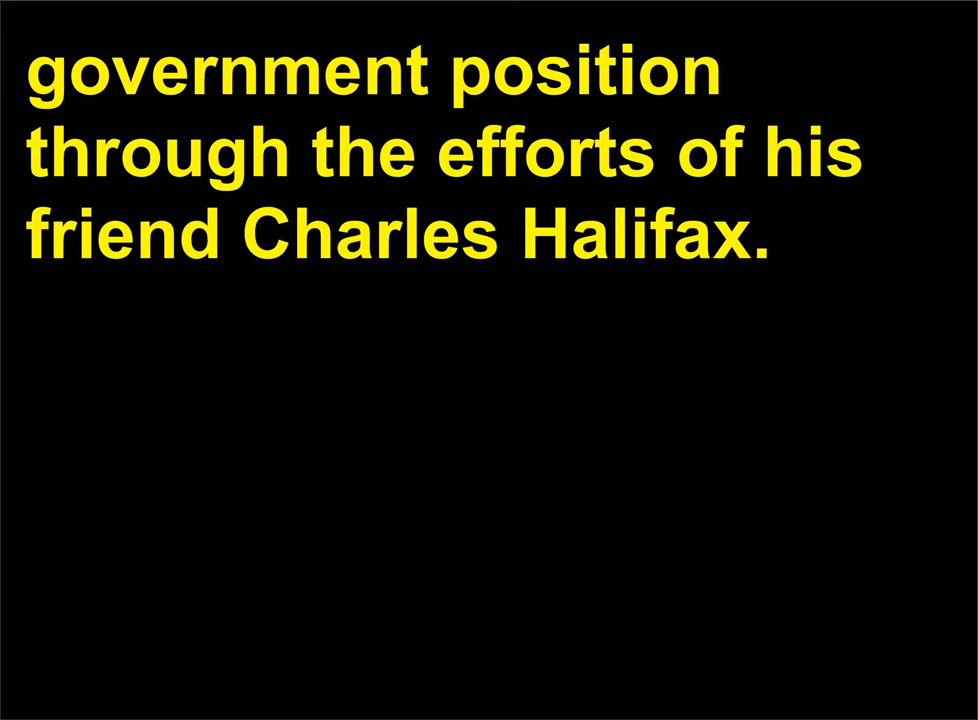 government position
through the efforts of his
friend Charles Halifax.